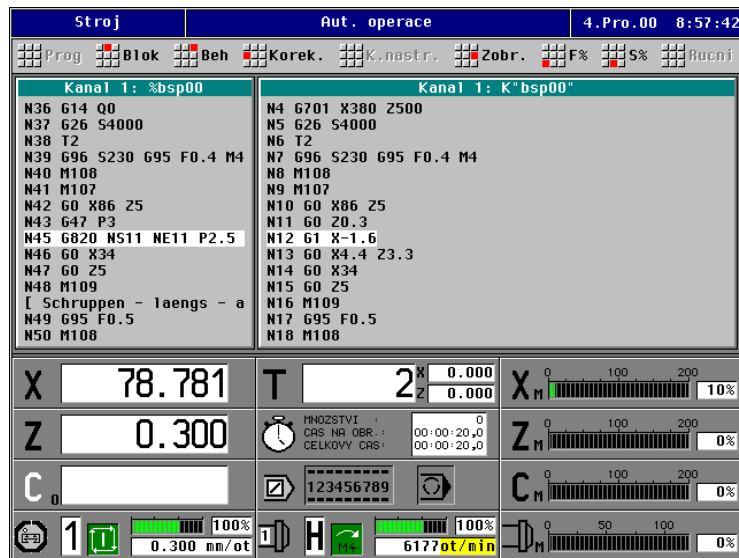 Stroj Aut. operace 4.Pro.00 8:57:42
Prog Blok Beh Korek. K.nastr. Zobr. F% S% Rucní
Kanal 1: %bsp00
N36 G14 Q0
N37 G26 S4000
N38 T2
N39 G96 S230 G95 F0.4 M4
N40 M108
N41 M107
N42 G0 X86 Z5
N43 G47 P3
N45 G820 NS11 NE11 P2.5
N46 G0 X34
N47 G0 Z5
N48 M109
[ Schruppen - laengs - a
N49 G95 F0.5
N50 M108
Kanal 1: K"bsp00"
N4 G701 X380 Z500
N5 G26 S4000
N6 T2
N7 G96 S230 G95 F0.4 M4
N8 M108
N9 M107
N10 G0 X86 Z5
N11 G0 Z0.3
N12 G1 X-1.6
N13 G0 X4.4 Z3.3
N14 G0 X34
N15 G0 Z5
N16 M109
N17 G95 F0.5
N18 M108
X 78.781 T 2 X 0.000 Z 0.000 X M 0 100 200 10%
Z 0.300 MNOZSTVI : 0 Z M 0 100 200 0%
CAS NA OBR.: 00:00:20,0
CELKOVY CAS: 00:00:20,0
C 0 123456789 C M 0 100 200 0%
1 100% 1 H 100% M 0 50 100 0%
0.300 mm/ot M4 6177ot/min